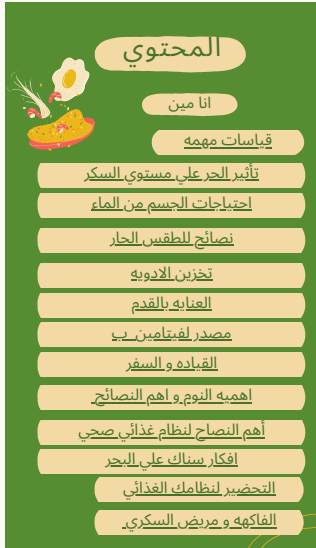 المحتوي
انا مين
قياسات مهمه
تأثير الحر علي مستوي السكر
احتياجات الجسم من الماء
نصائح للطقس الحار
تخزين الادويه
العنايه بالقدم
مصدر لفيتامين ب
القياده و السفر
اهميه النوم و اهم النصائح
أهم النصاح لنظام غذائي صحي
افكار سناك علي البحر
التحضير لنظامك الغذائي
الفاكهه و مريض السكري